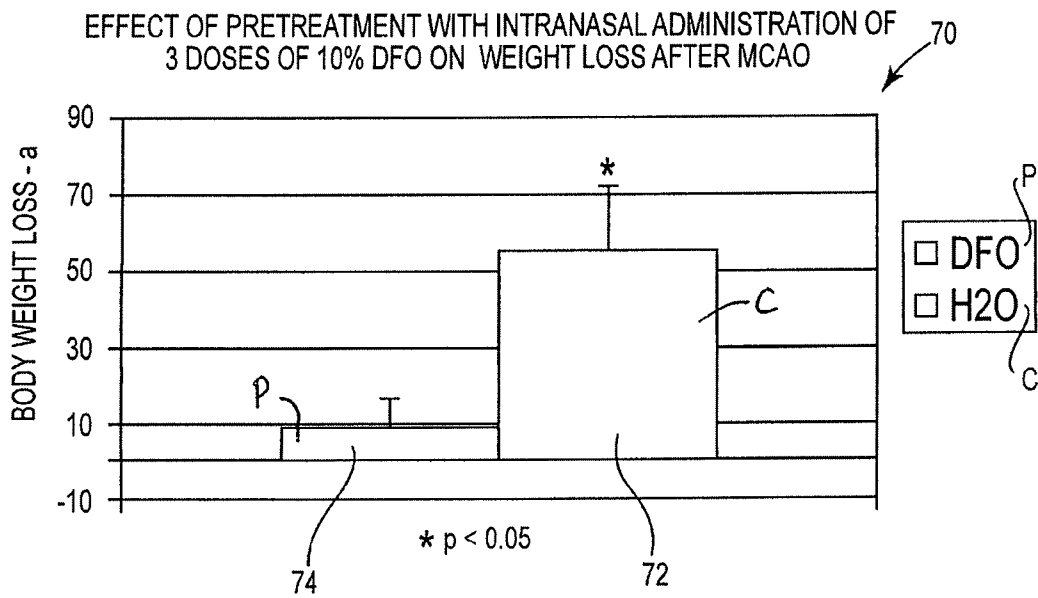 EFFECT OF PRETREATMENT WITH INTRANASAL ADMINISTRATION OF
3 DOSES OF 10% DFO ON WEIGHT LOSS AFTER MCAO
70
90
70
50
30
10
-10
BODY WEIGHT LOSS - a
*
P
C
P
DFO
H2O
C
* p < 0.05
74
72